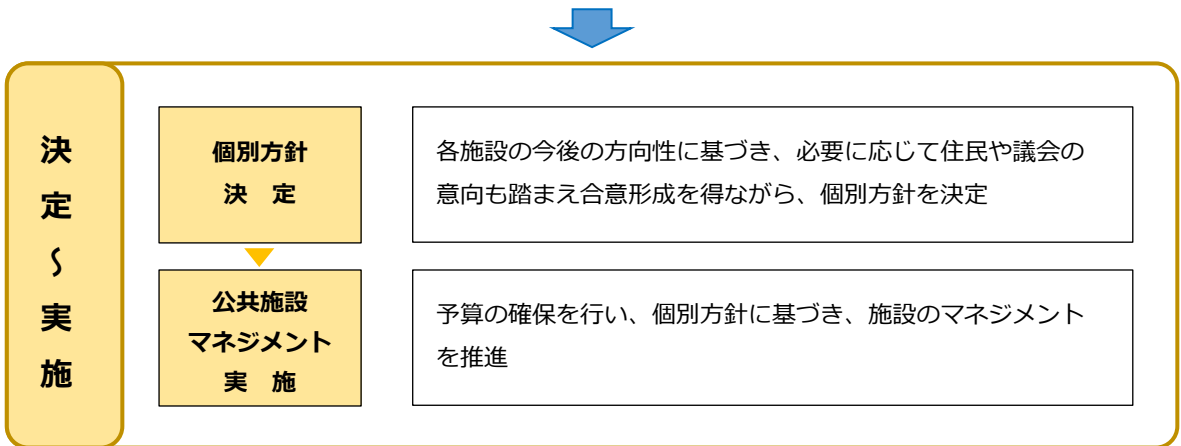 決定～実施
個別方針
決　定
各施設の今後の方向性に基づき、必要に応じて住民や議会の
意向も踏まえ合意形成を得ながら、個別方針を決定
公共施設
マネジメント
実　施
予算の確保を行い、個別方針に基づき、施設のマネジメント
を推進